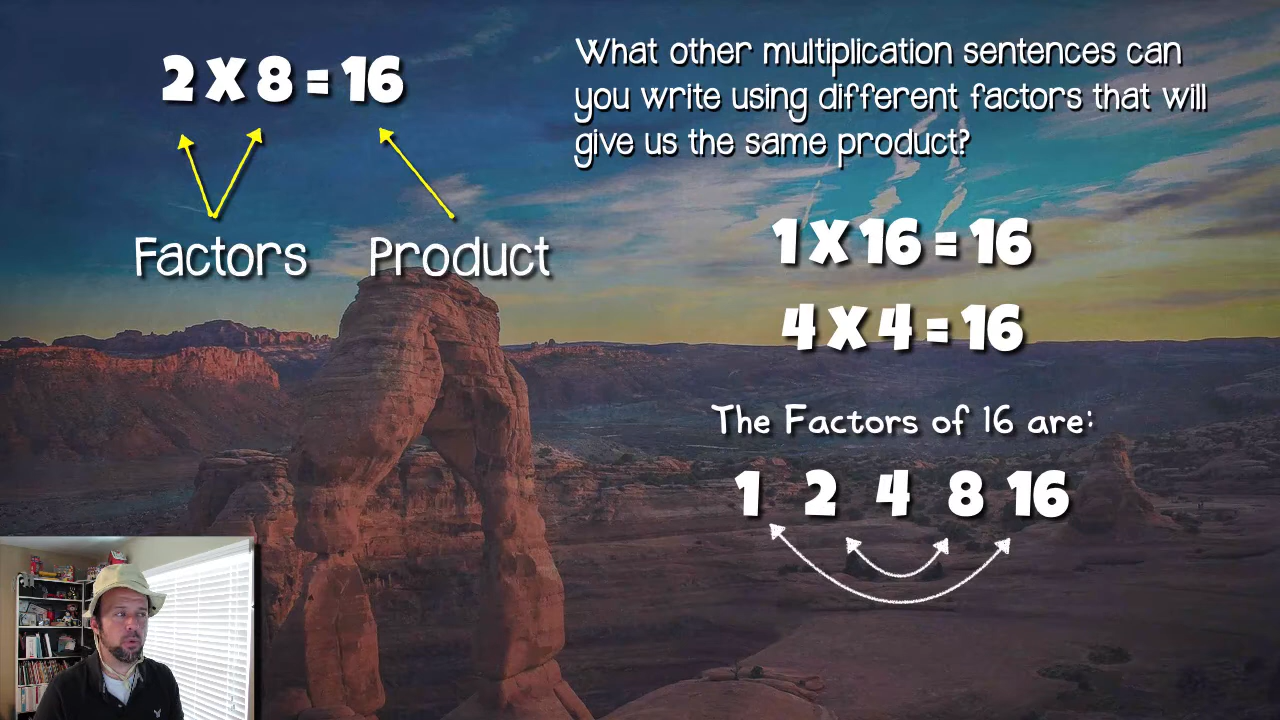 2 X 8 = 16
Factors
Product
What other multiplication sentences can
you write using different factors that will
give us the same product?
1 X 16 = 16
4 X 4 = 16
The Factors of 16 are:
1 2 4 8 16